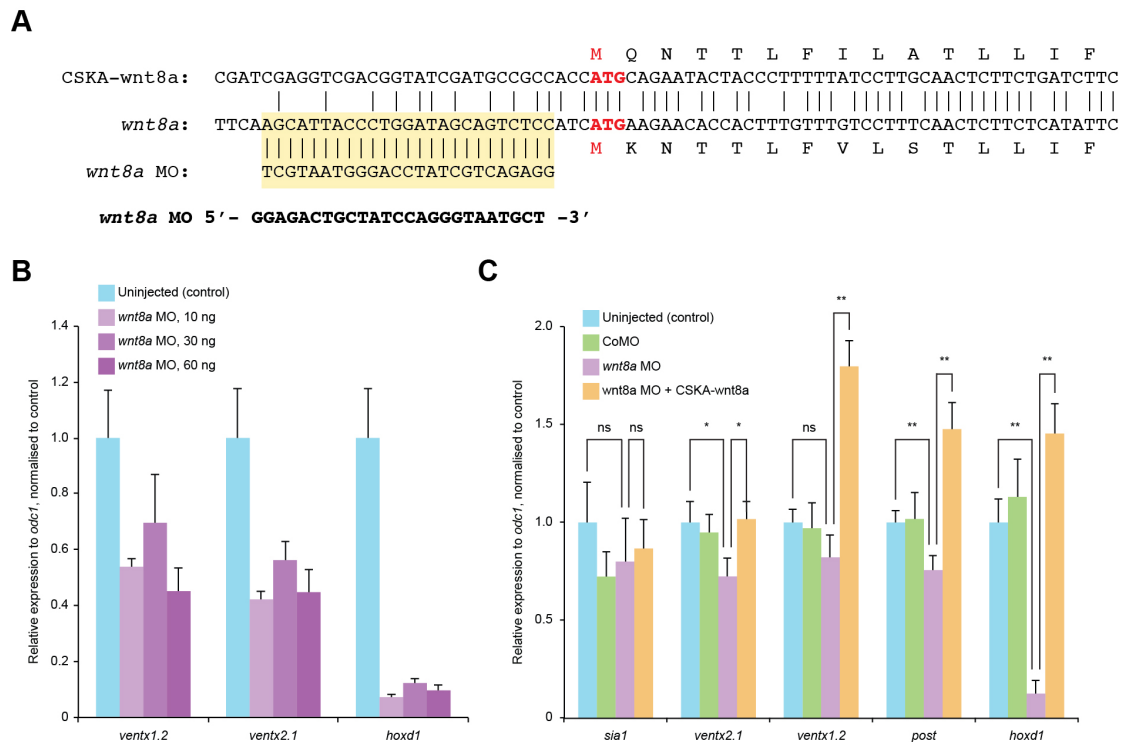 A
M Q N T T L F I L A T L L I F
CSKA-wnt8a: CGATCGAGGTCGACGGTATCGATGCCGCCACCATGCAGAATACTACCCTTTTTATCCTTGCAACTCTTCTGATCTTC
wnt8a: TTCAAGCATTACCCTGGATAGCAGTCTCCATCATGAAGAACACCACTTTGTTTGTCCTTTCAACTCTTCTCATATTC
M K N T T L F V L S T L L I F
wnt8a MO: TCGTAATGGGACCTATCGTCAGAGG
wnt8a MO 5′- GGAGACTGCTATCCAGGGTAATGCT -3′
B
Uninjected (control)
wnt8a MO, 10 ng
wnt8a MO, 30 ng
wnt8a MO, 60 ng
Relative expression to odc1, normalised to control
1.4
1.2
1.0
0.8
0.6
0.4
0.2
0
ventx1.2 ventx2.1 hoxd1
C
Uninjected (control)
CoMO
wnt8a MO
wnt8a MO + CSKA-wnt8a
Relative expression to odc1, normalised to control
2.0
1.5
1.0
0.5
0
ns ns * * ns ** ** ** ** **
sia1 ventx2.1 ventx1.2 post hoxd1